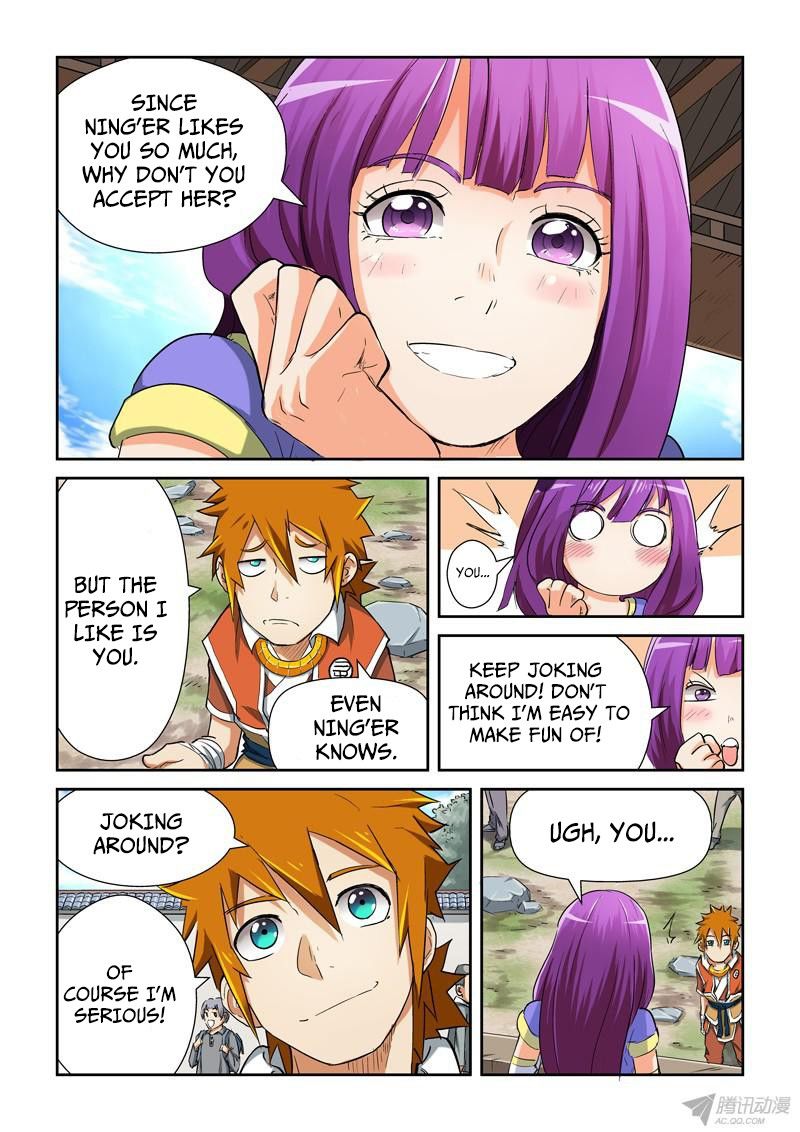 SINCE
NING'ER LIKES
YOU SO MUCH,
WHY DON'T YOU
ACCEPT HER?
BUT THE
PERSON I
LIKE IS
YOU.
EVEN
NING'ER
KNOWS.
YOU...
KEEP JOKING
AROUND! DON'T
THINK I'M EASY TO
MAKE FUN OF!
JOKING
AROUND?
OF
COURSE I'M
SERIOUS!
UGH, YOU...
腾讯动漫
AC.QQ.COM